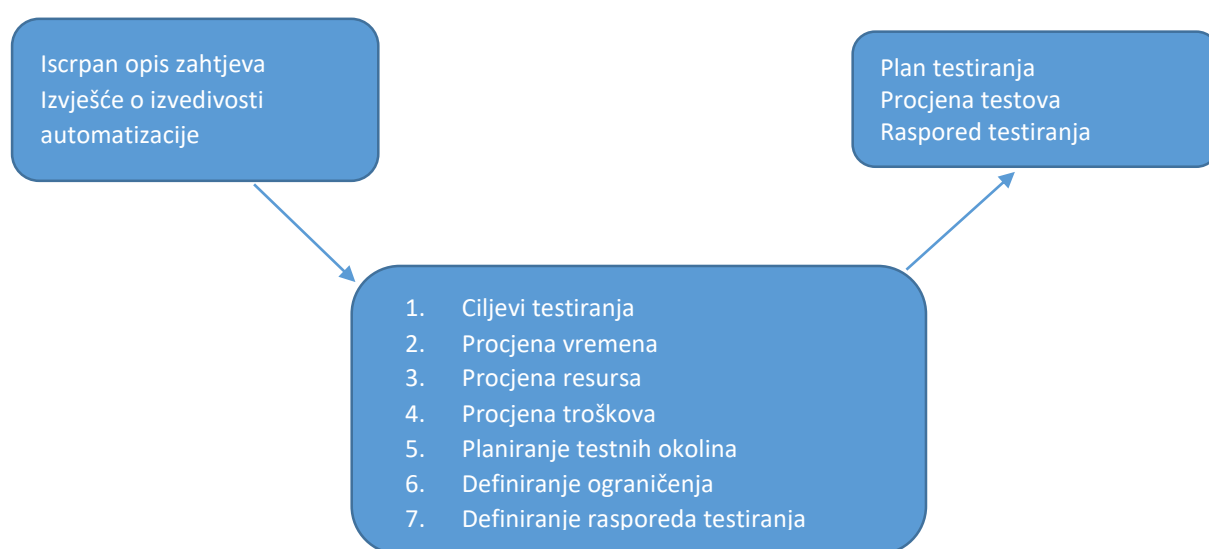 Iscrpan opis zahtjeva
Izvješće o izvedivosti
automatizacije
Plan testiranja
Procjena testova
Raspored testiranja
1. Ciljevi testiranja
2. Procjena vremena
3. Procjena resursa
4. Procjena troškova
5. Planiranje testnih okolina
6. Definiranje ograničenja
7. Definiranje rasporeda testiranja